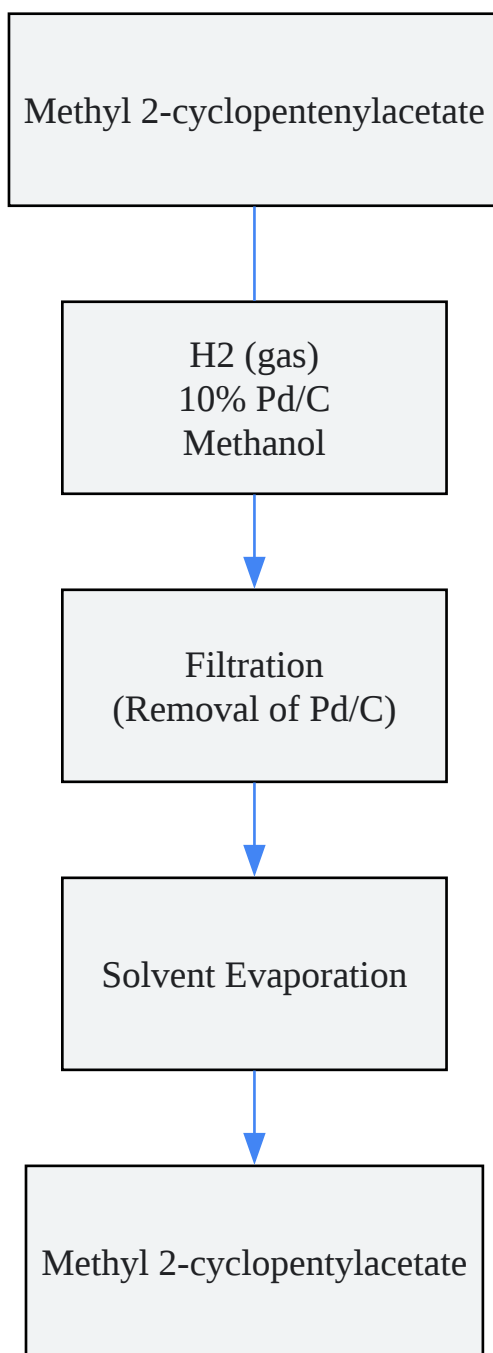 Methyl 2-cyclopentenylacetate
H2 (gas)
10% Pd/C
Methanol
Filtration
(Removal of Pd/C)
Solvent Evaporation
Methyl 2-cyclopentylacetate